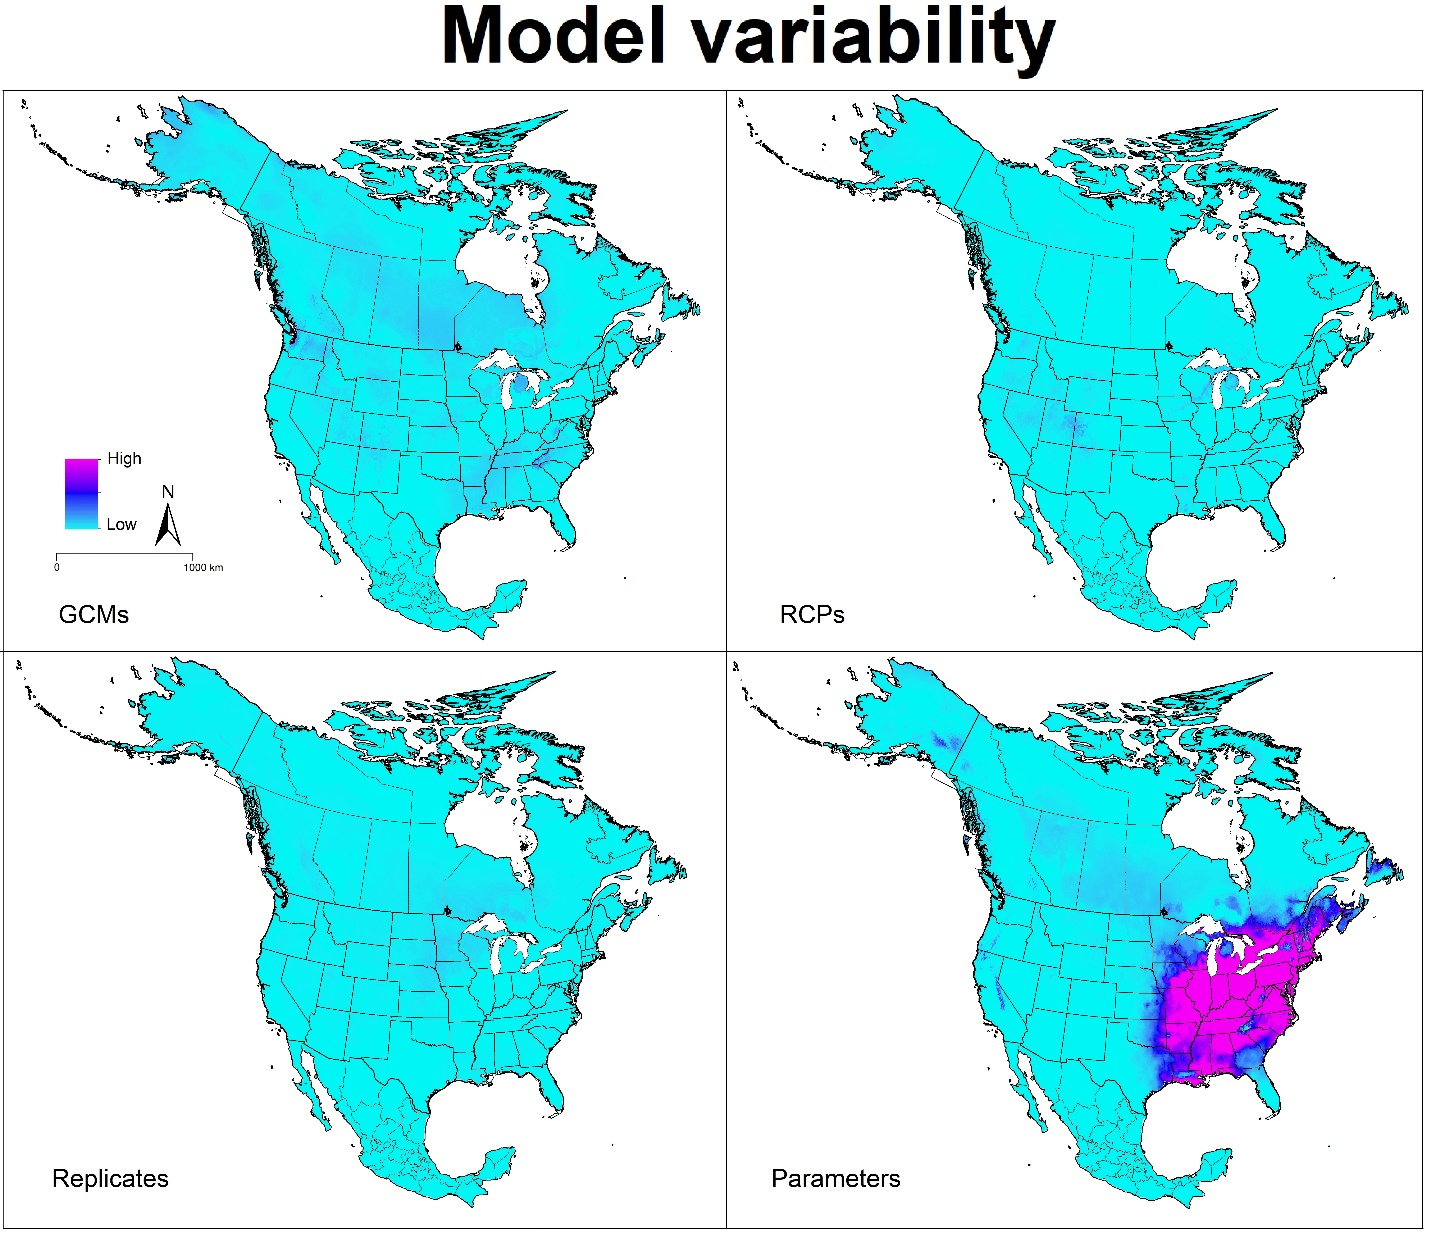 Model variability
High
Low
N
0 1000 km
GCMs
RCPs
Replicates
Parameters